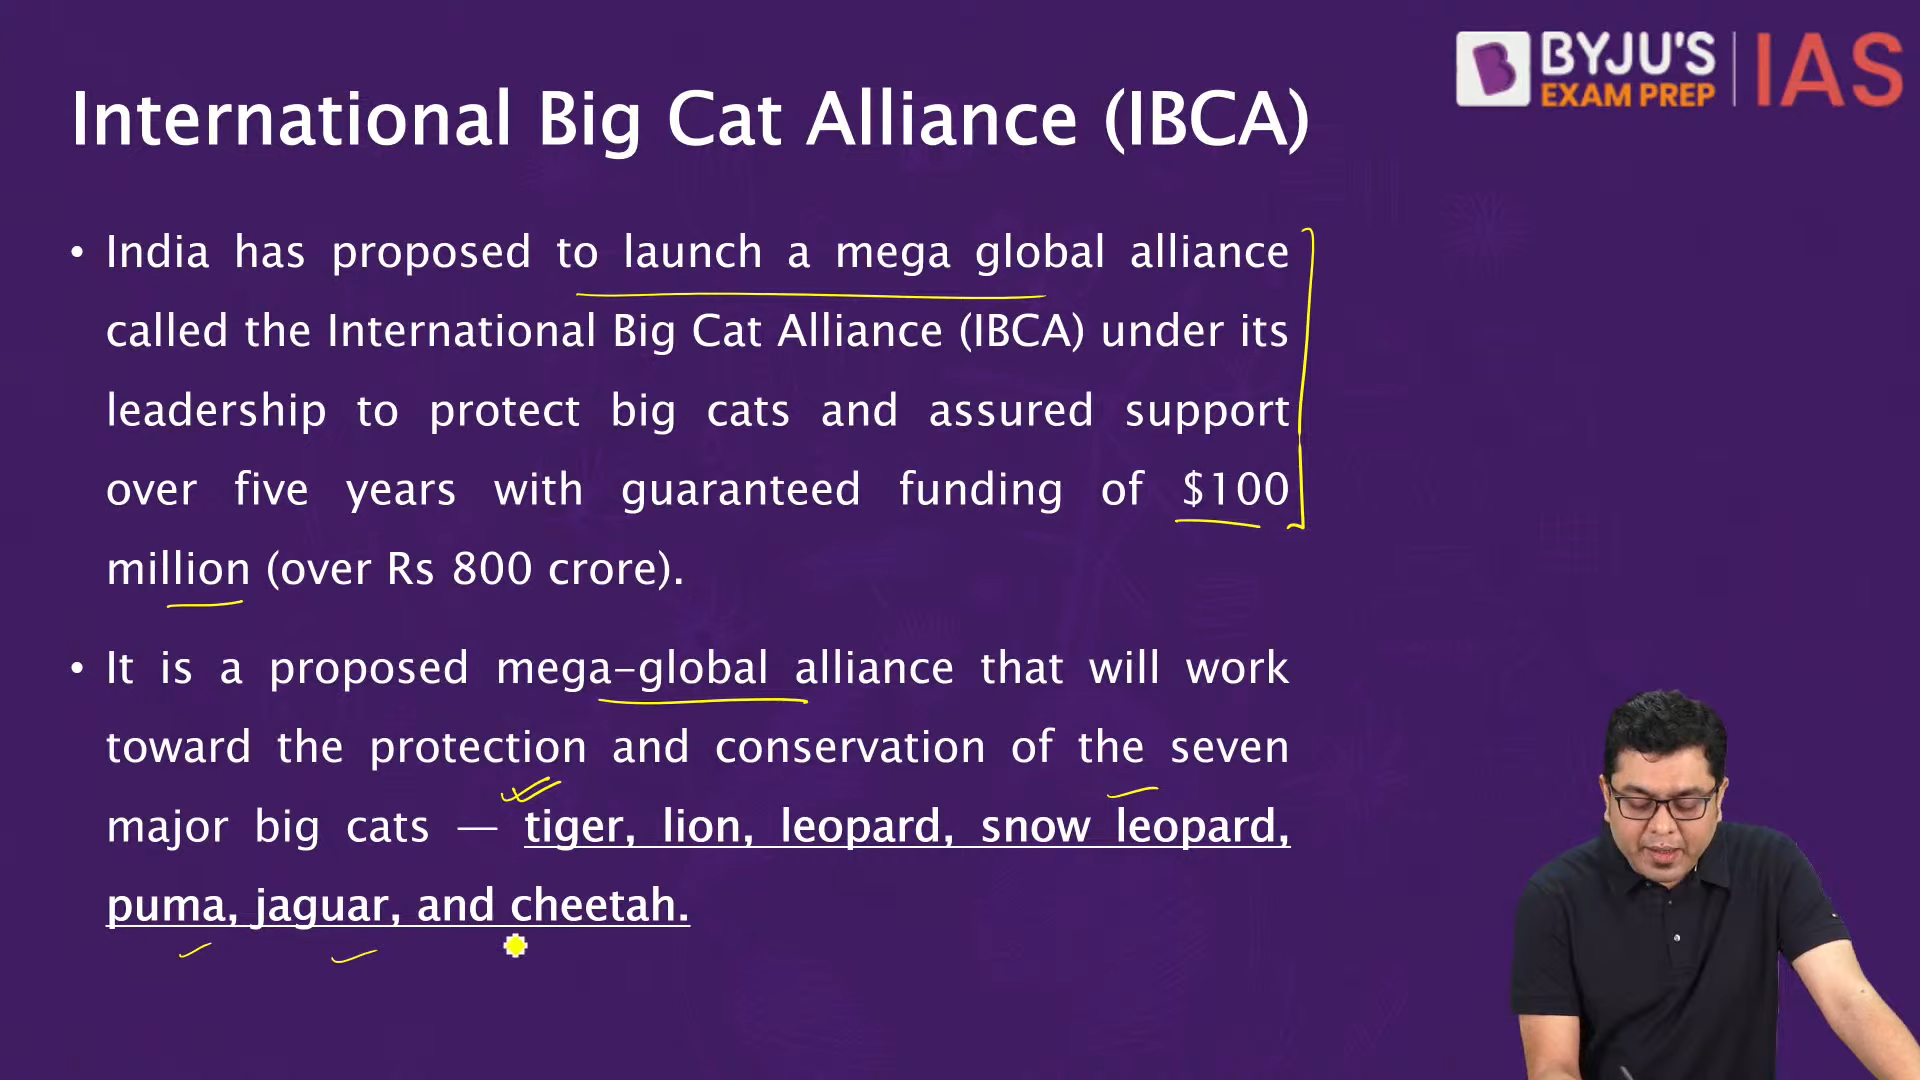 BYJU'S
EXAM PREP
IAS
International Big Cat Alliance (IBCA)
• India has proposed to launch a mega global alliance
called the International Big Cat Alliance (IBCA) under its
leadership to protect big cats and assured support
over five years with guaranteed funding of $100
million (over Rs 800 crore).
• It is a proposed mega-global alliance that will work
toward the protection and conservation of the seven
major big cats — tiger, lion, leopard, snow leopard,
puma, jaguar, and cheetah.